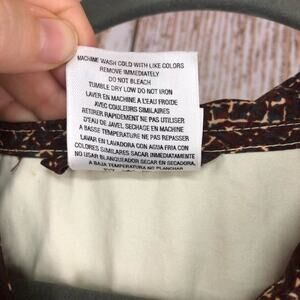 MACHINE WASH COLD WITH LIKE COLORS
REMOVE IMMEDIATELY
DO NOT BLEACH
TUMBLE DRY LOW DO NOT IRON
LAVER EN MACHINE A L'EAU FROIDE
AVEC COULEURS SIMILAIRES
RETIRER RAPIDEMENT NE PAS UTILISER
D'EAU DE JAVEL SECHAGE EN MACHINE
A BASSE TEMPERATURE NE PAS REPASSER
LAVAR EN LAVADORA CON AGUA FRIA CON
COLORES SIMILARES SACAR INMEDIATAMENTE
NO USAR BLANQUEADOR SEGAR EN SECADORA,
A BAJA TEMPERATURA NO PLANCHAR